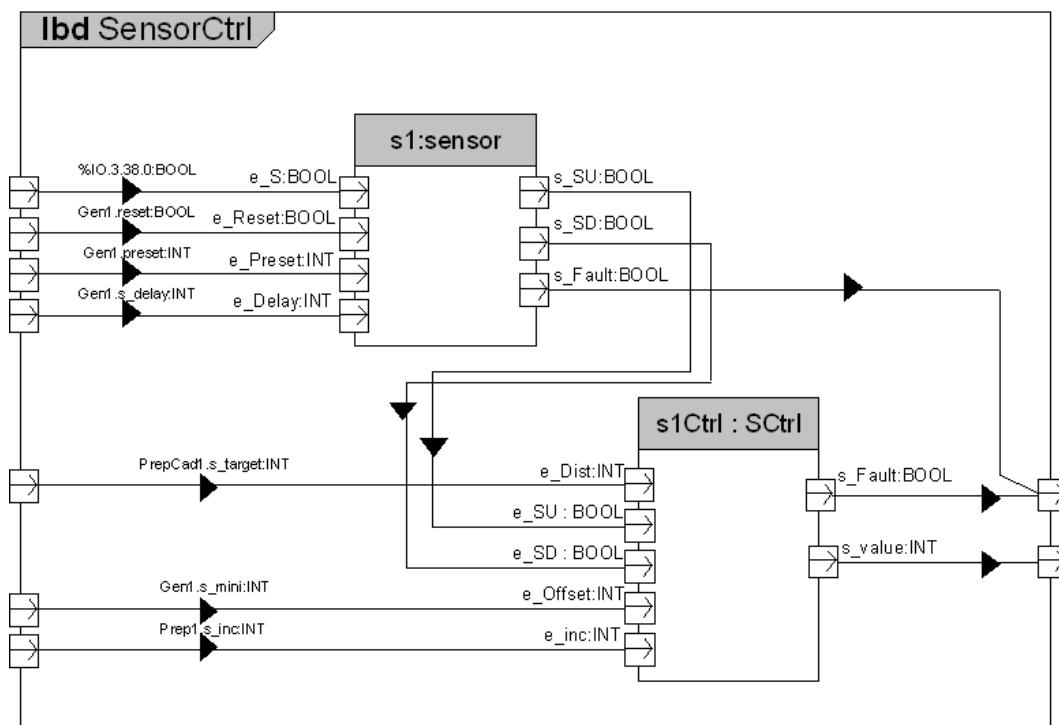 Ibd SensorCtrl
s1:sensor
%IO.3.38.0:BOOL
e_S:BOOL
s_SU:BOOL
Gen1.reset:BOOL
e_Reset:BOOL
s_SD:BOOL
Gen1.preset:INT
e_Preset:INT
s_Fault:BOOL
Gen1.s_delay:INT
e_Delay:INT
s1Ctrl : SCtrl
PrepCad1.s_target:INT
e_Dist:INT
s_Fault:BOOL
e_SU : BOOL
e_SD : BOOL
s_value:INT
Gen1.s_mini:INT
e_Offset:INT
Prep1.s_inc:INT
e_inc:INT